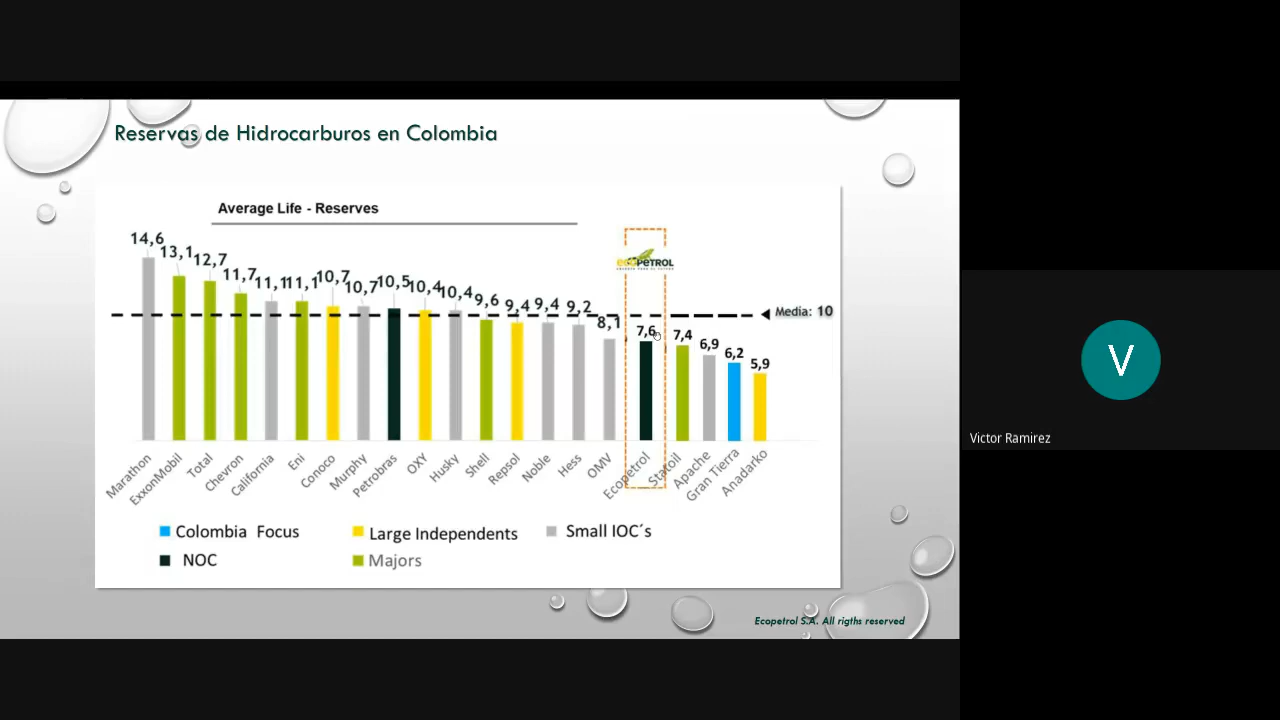 Reservas de Hidrocarburos en Colombia
Average Life - Reserves
14,6
13,1
12,7
11,7
11,1
11,1
10,7
10,7
10,5
10,4
10,4
9,6
9,4
9,4
9,2
8,1
7,6
7,4
6,9
6,2
5,9
ecoPETROL
Media: 10
Marathon
ExxonMobil
Total
Chevron
California
Eni
Conoco
Murphy
Petrobras
OXY
Husky
Shell
Repsol
Noble
Hess
OMV
Ecopetrol
Statoil
Apache
Gran Tierra
Anadarko
Colombia Focus
Large Independents
Small IOC´s
NOC
Majors
Ecopetrol S.A. All rigths reserved
V
Victor Ramirez